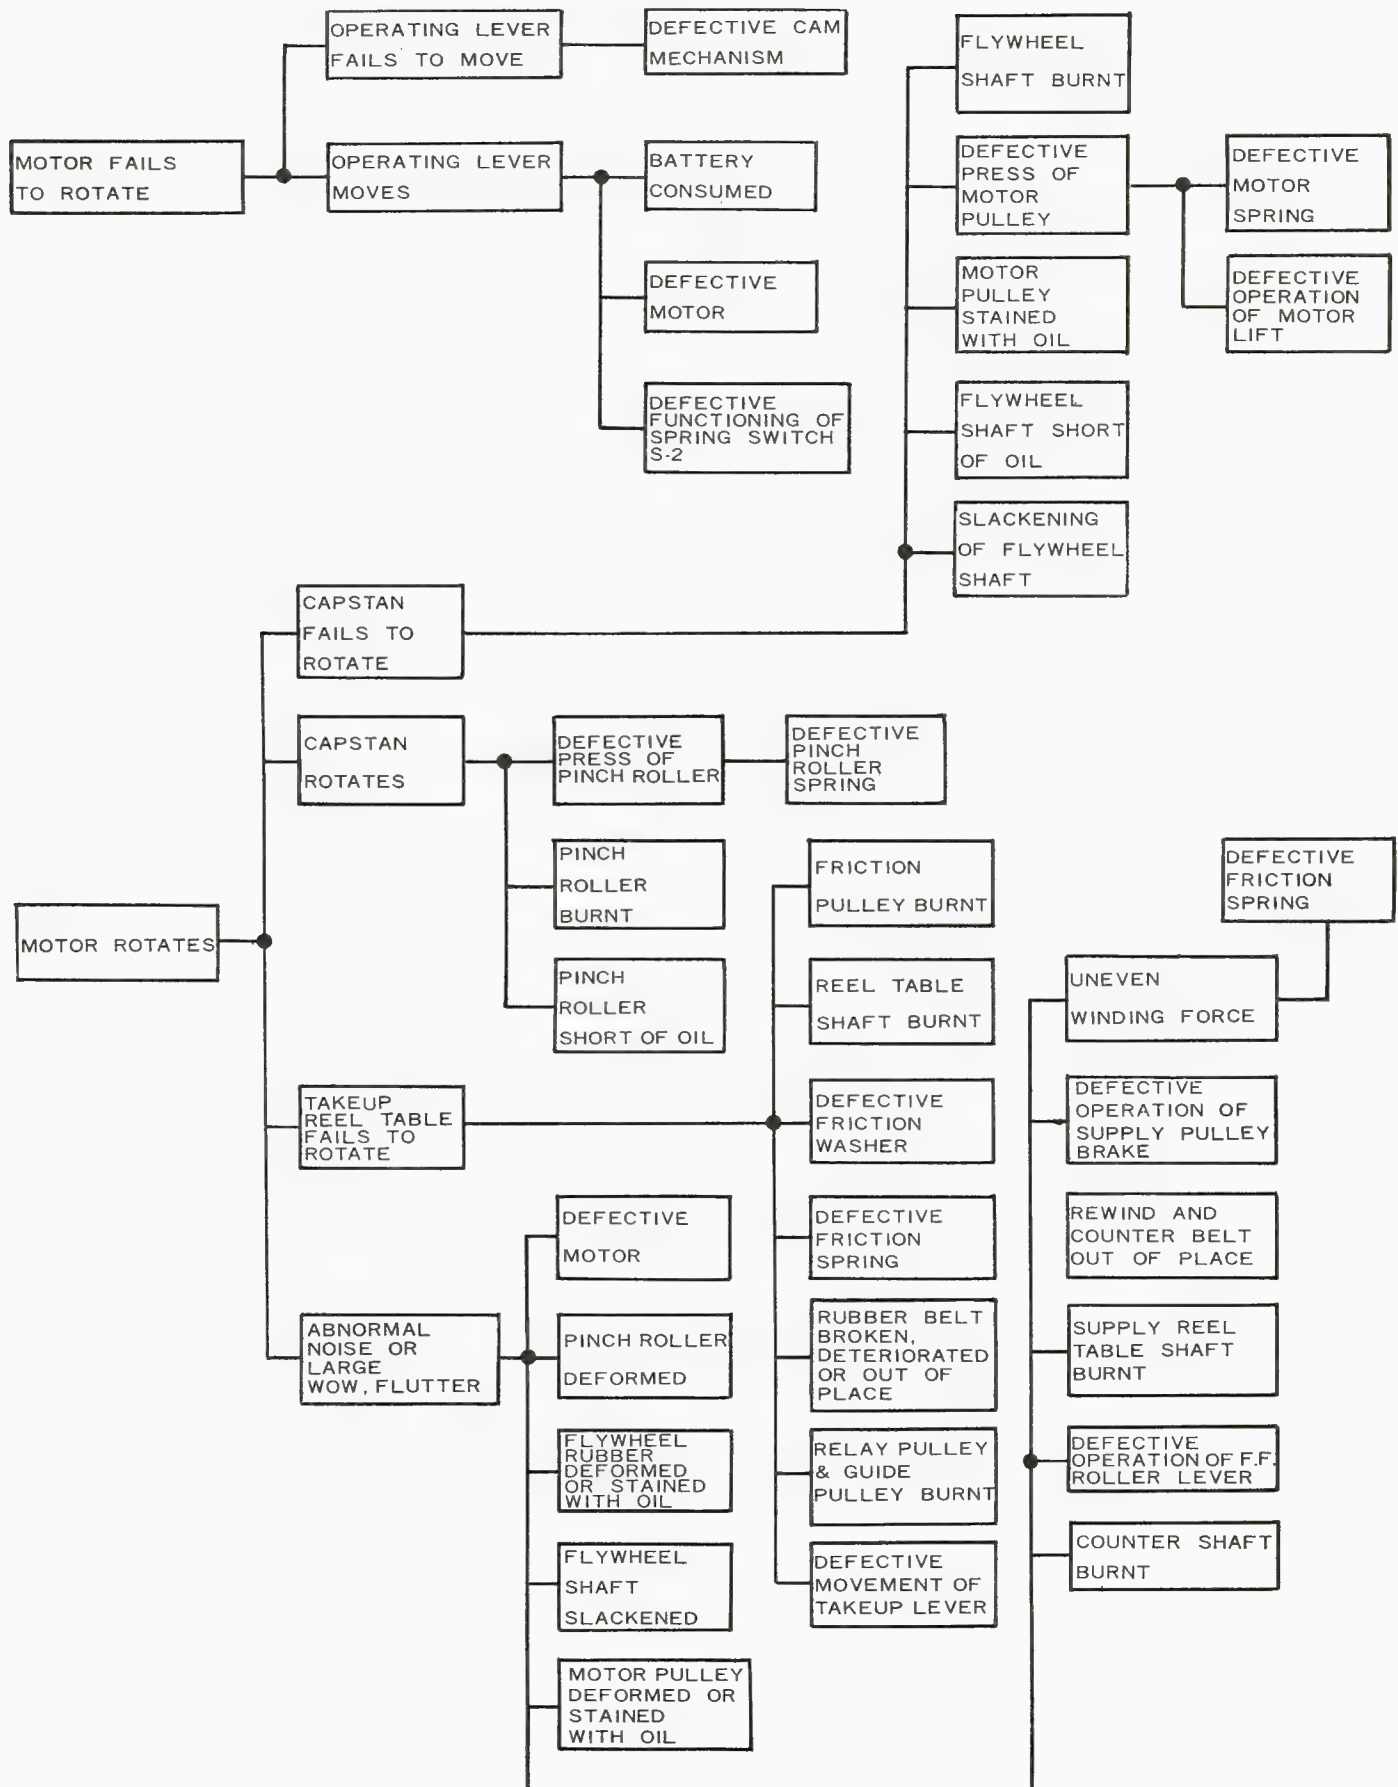 OPERATING LEVER
FAILS TO MOVE
DEFECTIVE CAM
MECHANISM
MOTOR FAILS
TO ROTATE
OPERATING LEVER
MOVES
BATTERY
CONSUMED
DEFECTIVE
MOTOR
DEFECTIVE
FUNCTIONING OF
SPRING SWITCH
S-2
FLYWHEEL
SHAFT BURNT
DEFECTIVE
PRESS OF
MOTOR
PULLEY
DEFECTIVE
MOTOR
SPRING
DEFECTIVE
OPERATION
OF MOTOR
LIFT
MOTOR
PULLEY
STAINED
WITH OIL
FLYWHEEL
SHAFT SHORT
OF OIL
SLACKENING
OF FLYWHEEL
SHAFT
CAPSTAN
FAILS TO
ROTATE
CAPSTAN
ROTATES
DEFECTIVE
PRESS OF
PINCH ROLLER
DEFECTIVE
PINCH
ROLLER
SPRING
PINCH
ROLLER
BURNT
PINCH
ROLLER
SHORT OF OIL
MOTOR ROTATES
TAKEUP
REEL TABLE
FAILS TO
ROTATE
FRICTION
PULLEY BURNT
REEL TABLE
SHAFT BURNT
DEFECTIVE
FRICTION
WASHER
DEFECTIVE
FRICTION
SPRING
RUBBER BELT
BROKEN,
DETERIORATED
OR OUT OF
PLACE
RELAY PULLEY
& GUIDE
PULLEY BURNT
DEFECTIVE
MOVEMENT OF
TAKEUP LEVER
ABNORMAL
NOISE OR
LARGE
WOW, FLUTTER
DEFECTIVE
MOTOR
PINCH ROLLER
DEFORMED
FLYWHEEL
RUBBER
DEFORMED
OR STAINED
WITH OIL
FLYWHEEL
SHAFT
SLACKENED
MOTOR PULLEY
DEFORMED OR
STAINED
WITH OIL
DEFECTIVE
FRICTION
SPRING
UNEVEN
WINDING FORCE
DEFECTIVE
OPERATION OF
SUPPLY PULLEY
BRAKE
REWIND AND
COUNTER BELT
OUT OF PLACE
SUPPLY REEL
TABLE SHAFT
BURNT
DEFECTIVE
OPERATION OF F.F.
ROLLER LEVER
COUNTER SHAFT
BURNT